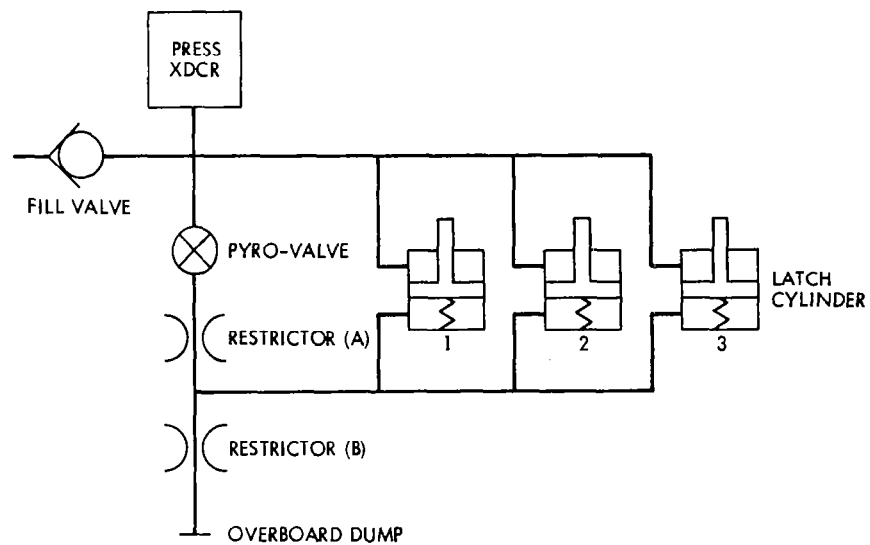 PRESS
XDCR
FILL VALVE
PYRO-VALVE
LATCH
CYLINDER
RESTRICTOR (A)
1
2
3
RESTRICTOR (B)
OVERBOARD DUMP